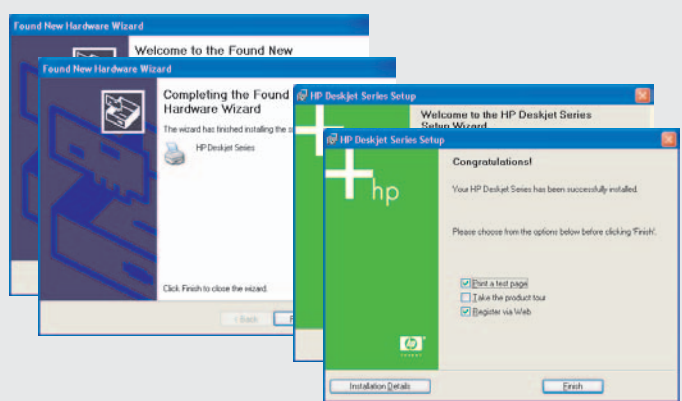 Found New Hardware Wizard
Welcome to the Found New
Found New Hardware Wizard
Completing the Found
Hardware Wizard
The wizard has finished installing the
HP Deskjet Series
Click Finish to close the wizard.
< Back
HP Deskjet Series Setup
Welcome to the HP Deskjet Series
Setup Wizard
HP Deskjet Series Setup
hp
Congratulations!
Your HP Deskjet Series has been successfully installed.
Please choose from the options below before clicking 'Finish'.
Print a test page
Take the product tour
Register via Web
hp
invent
Installation Details
Finish